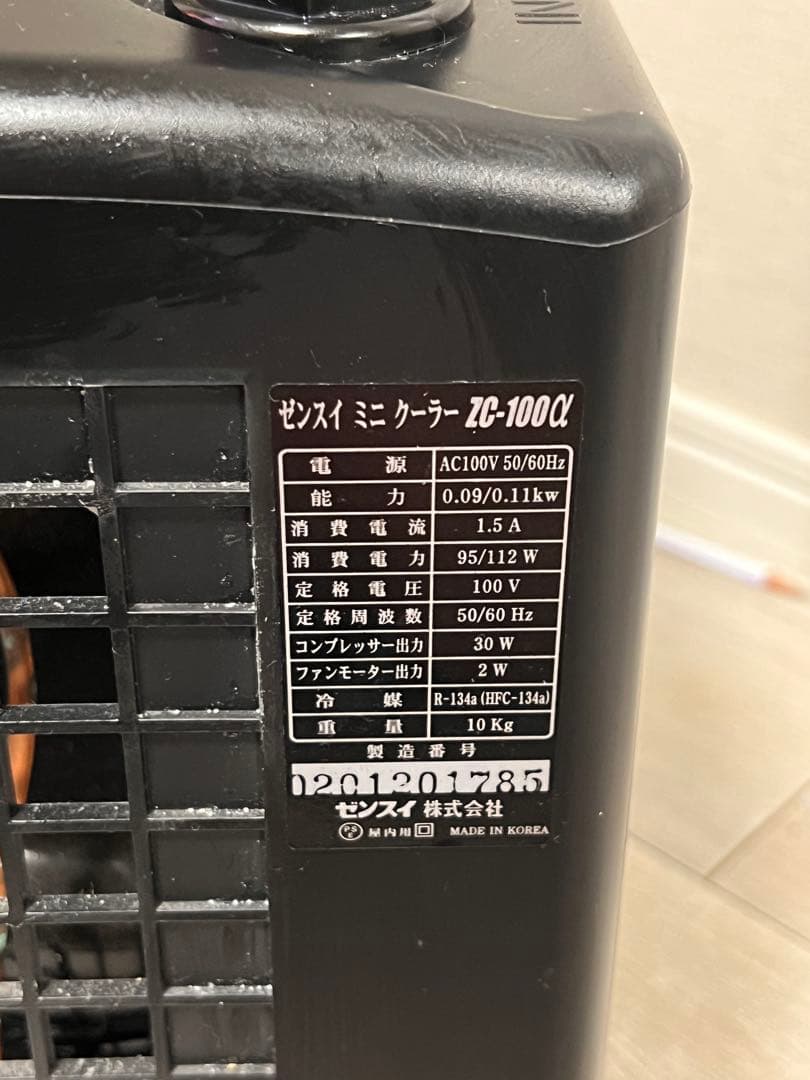 ゼンスイ ミニ クーラー ZC-100α
電源 AC100V 50/60Hz
能力 0.09/0.11kw
消費電流 1.5 A
消費電力 95/112 W
定格電圧 100 V
定格周波数 50/60 Hz
コンプレッサー出力 30 W
ファンモーター出力 2 W
冷媒 R-134a (HFC-134a)
重量 10 Kg
製造番号
0201201785
ゼンスイ 株式会社
PSE 屋内用 MADE IN KOREA